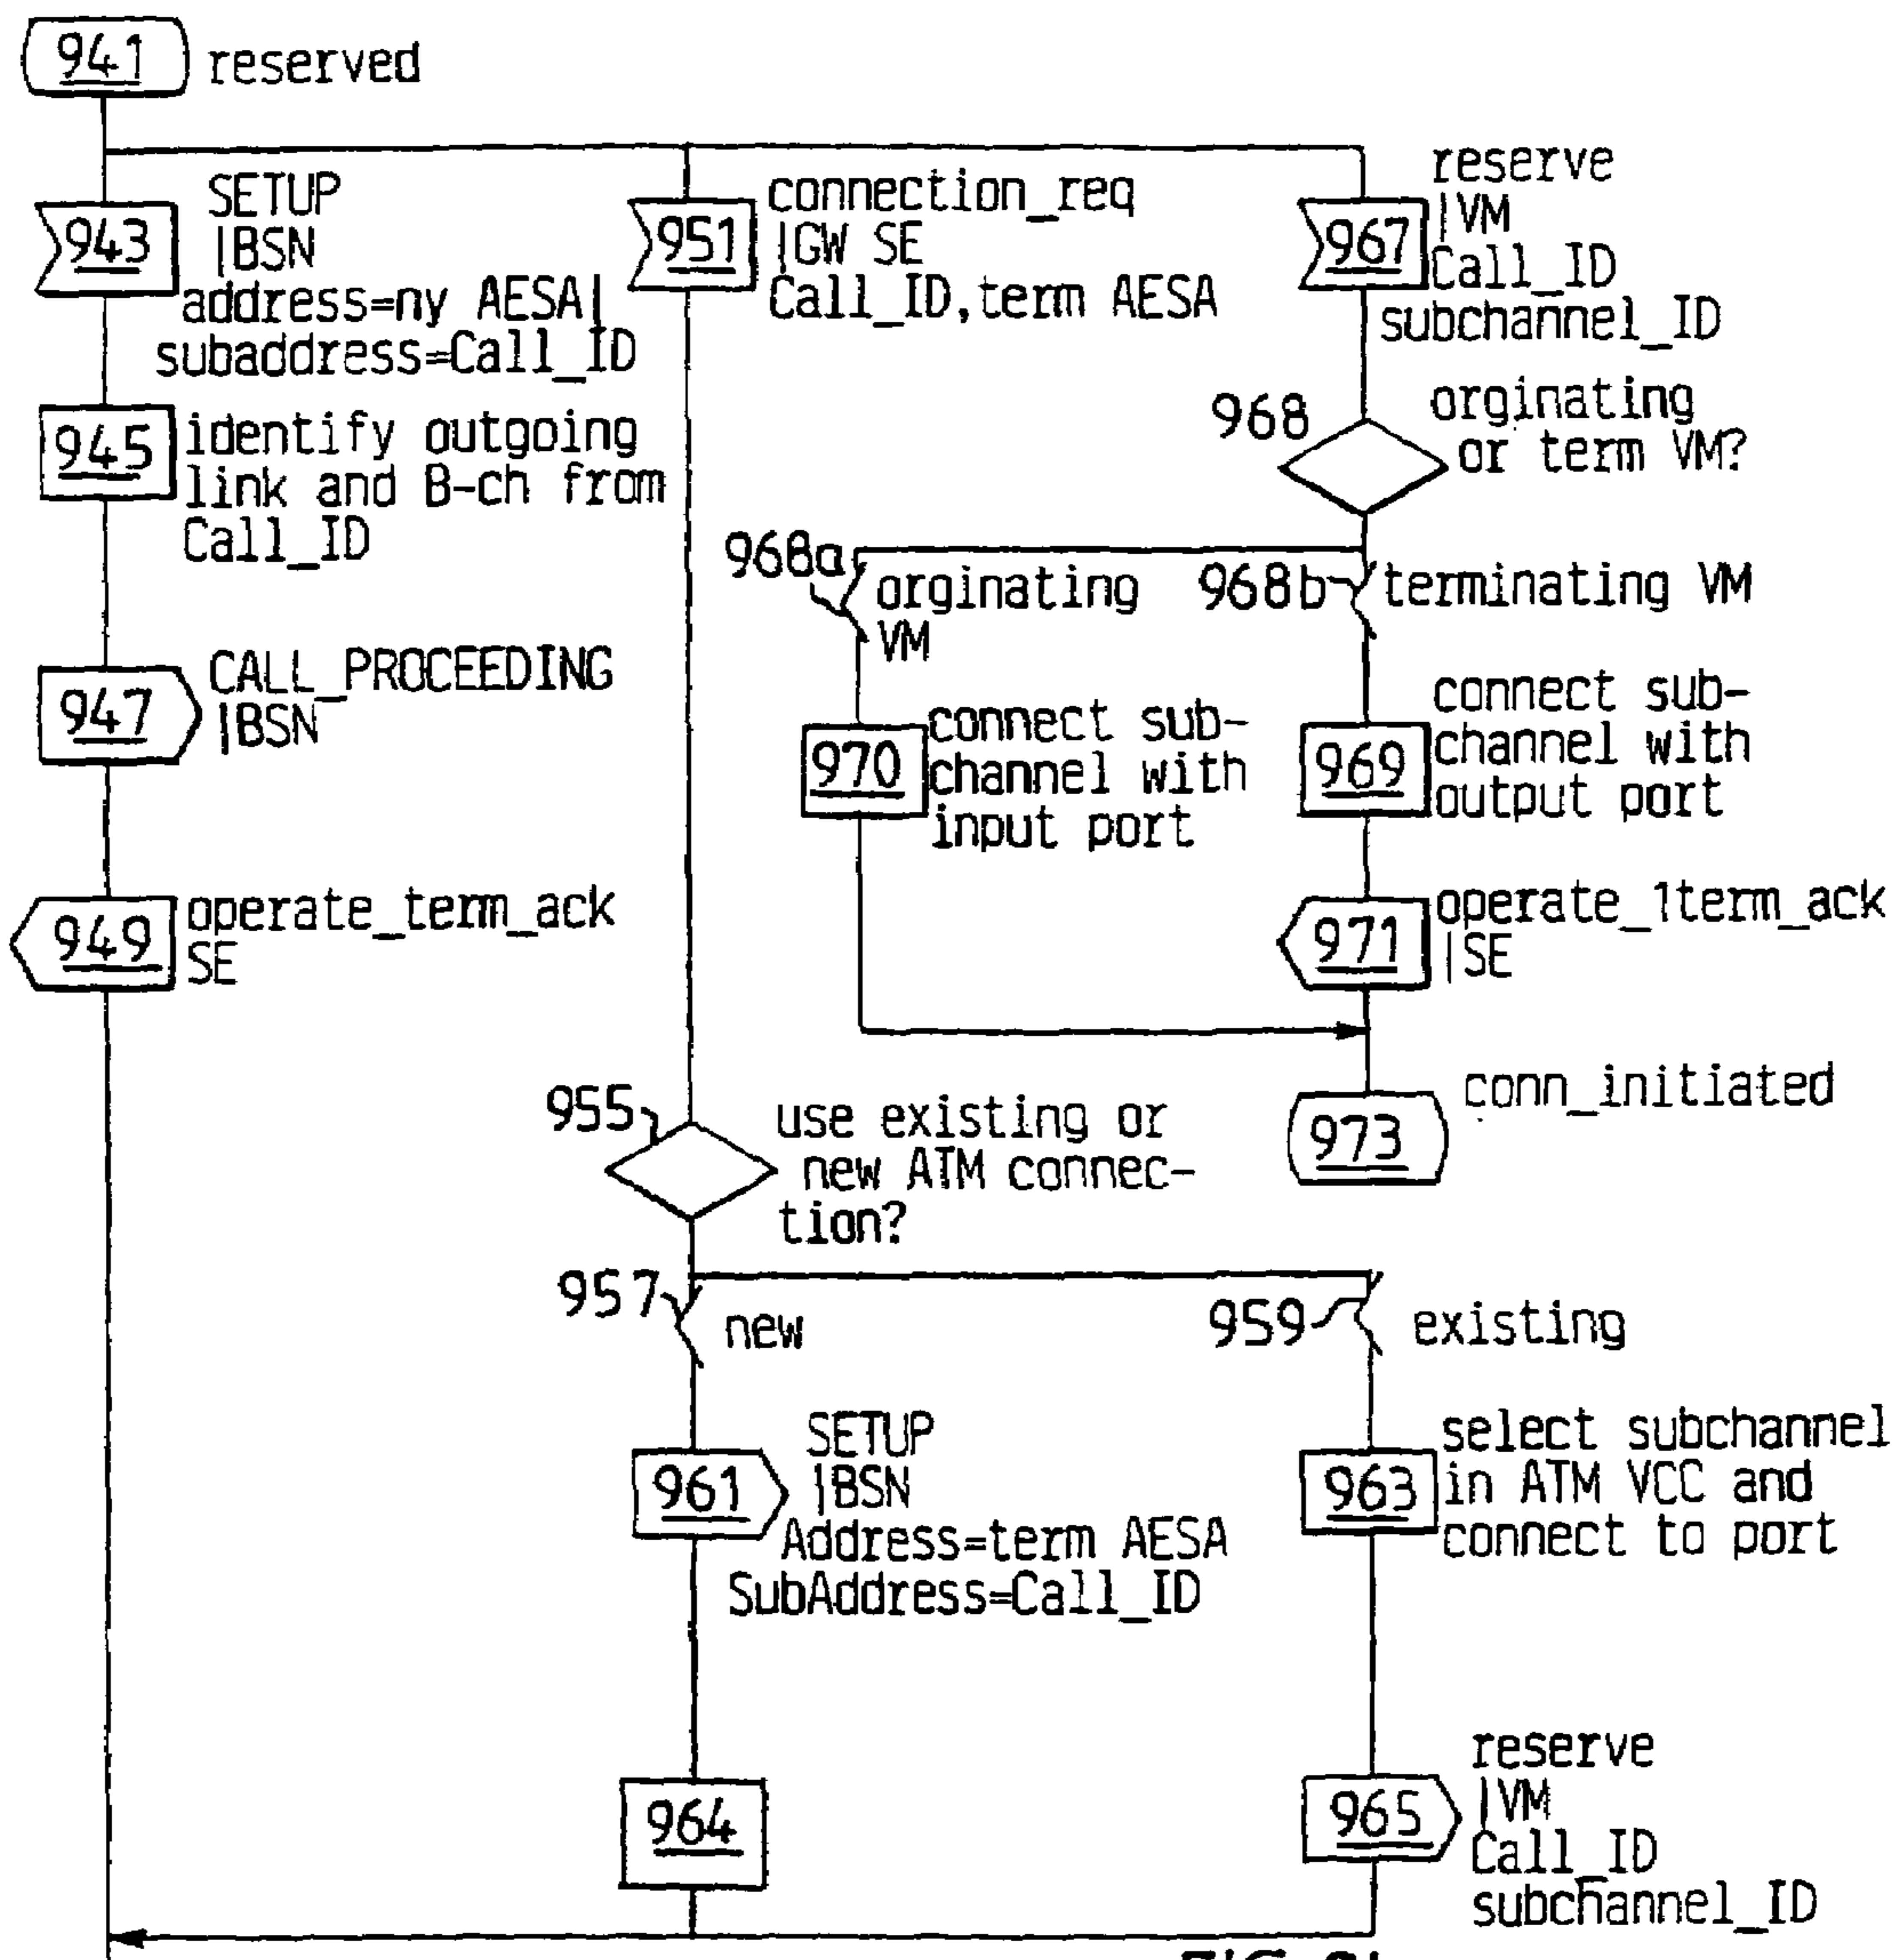 941 reserved
943
SETUP
|BSN
address=ny AESA|
subaddress=Call_ID
951
connection_req
|GW SE
Call_ID,term AESA
967
reserve
|VM
Call_ID
subchannel_ID
945
identify outgoing
link and B-ch from
Call_ID
968
orginating
or term VM?
968a
orginating
VM
968b
terminating VM
947
CALL_PROCEEDING
|BSN
970
connect sub-
channel with
input port
969
connect sub-
channel with
output port
949
operate_term_ack
SE
971
operate_1term_ack
|SE
973
conn_initiated
955
use existing or
new ATM connec-
tion?
957
new
959
existing
961
SETUP
|BSN
Address=term AESA
SubAddress=Call_ID
963
select subchannel
in ATM VCC and
connect to port
964
965
reserve
|VM
Call_ID
subchannel_ID